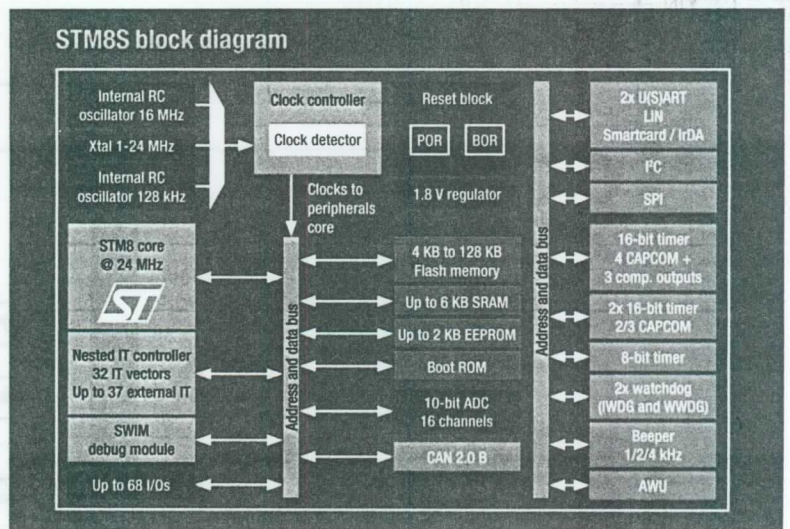 STM8S block diagram
Internal RC
oscillator 16 MHz
Xtal 1-24 MHz
Internal RC
oscillator 128 kHz
Clock controller
Clock detector
Clocks to
peripherals
core
Reset block
POR
BOR
1.8 V regulator
STM8 core
@ 24 MHz
ST
Nested IT controller
32 IT vectors
Up to 37 external IT
SWIM
debug module
Up to 68 I/Os
Address and data bus
4 KB to 128 KB
Flash memory
Up to 6 KB SRAM
Up to 2 KB EEPROM
Boot ROM
10-bit ADC
16 channels
CAN 2.0 B
Address and data bus
2x U(S)ART
LiN
Smartcard / IrDA
I²C
SPI
16-bit timer
4 CAPCOM +
3 comp. outputs
2x 16-bit timer
2/3 CAPCOM
8-bit timer
2x watchdog
(IWDG and WWDG)
Beeper
1/2/4 kHz
AWU